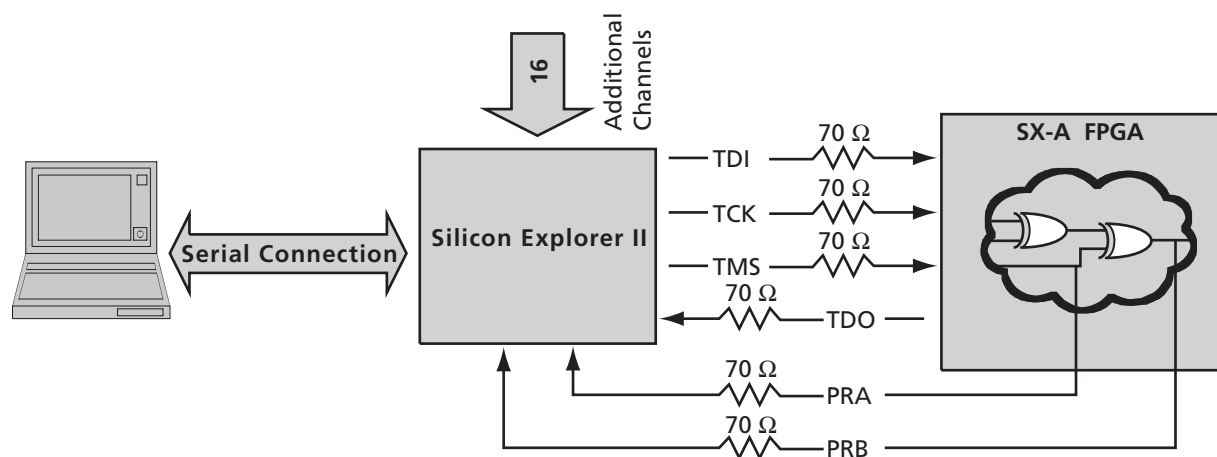 16
Additional
Channels
Serial Connection
Silicon Explorer II
70 Ω
TDI
70 Ω
TCK
70 Ω
TMS
70 Ω
TDO
70 Ω
PRA
70 Ω
PRB
SX-A FPGA